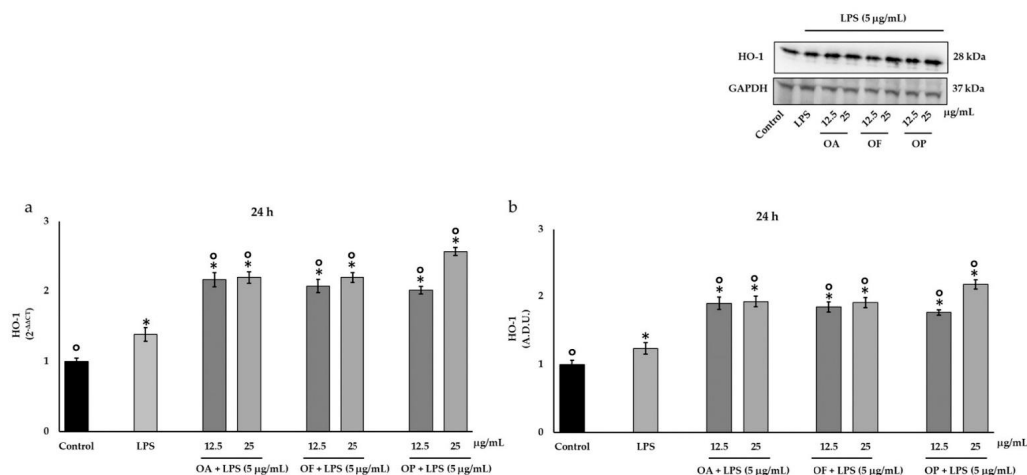 LPS (5 µg/mL)
HO-1 28 kDa
GAPDH 37 kDa
Control LPS 12.5 25 12.5 25 12.5 25 µg/mL
OA OF OP
a
24 h
3
2
1
0
HO-1
(2^-ΔΔCT)
° * °* °* °* °* °* °*
Control LPS 12.5 25 12.5 25 12.5 25 µg/mL
OA + LPS (5 µg/mL) OF + LPS (5 µg/mL) OP + LPS (5 µg/mL)
b
24 h
3
2
1
0
HO-1
(A.D.U.)
° * °* °* °* °* °* °*
Control LPS 12.5 25 12.5 25 12.5 25 µg/mL
OA + LPS (5 µg/mL) OF + LPS (5 µg/mL) OP + LPS (5 µg/mL)